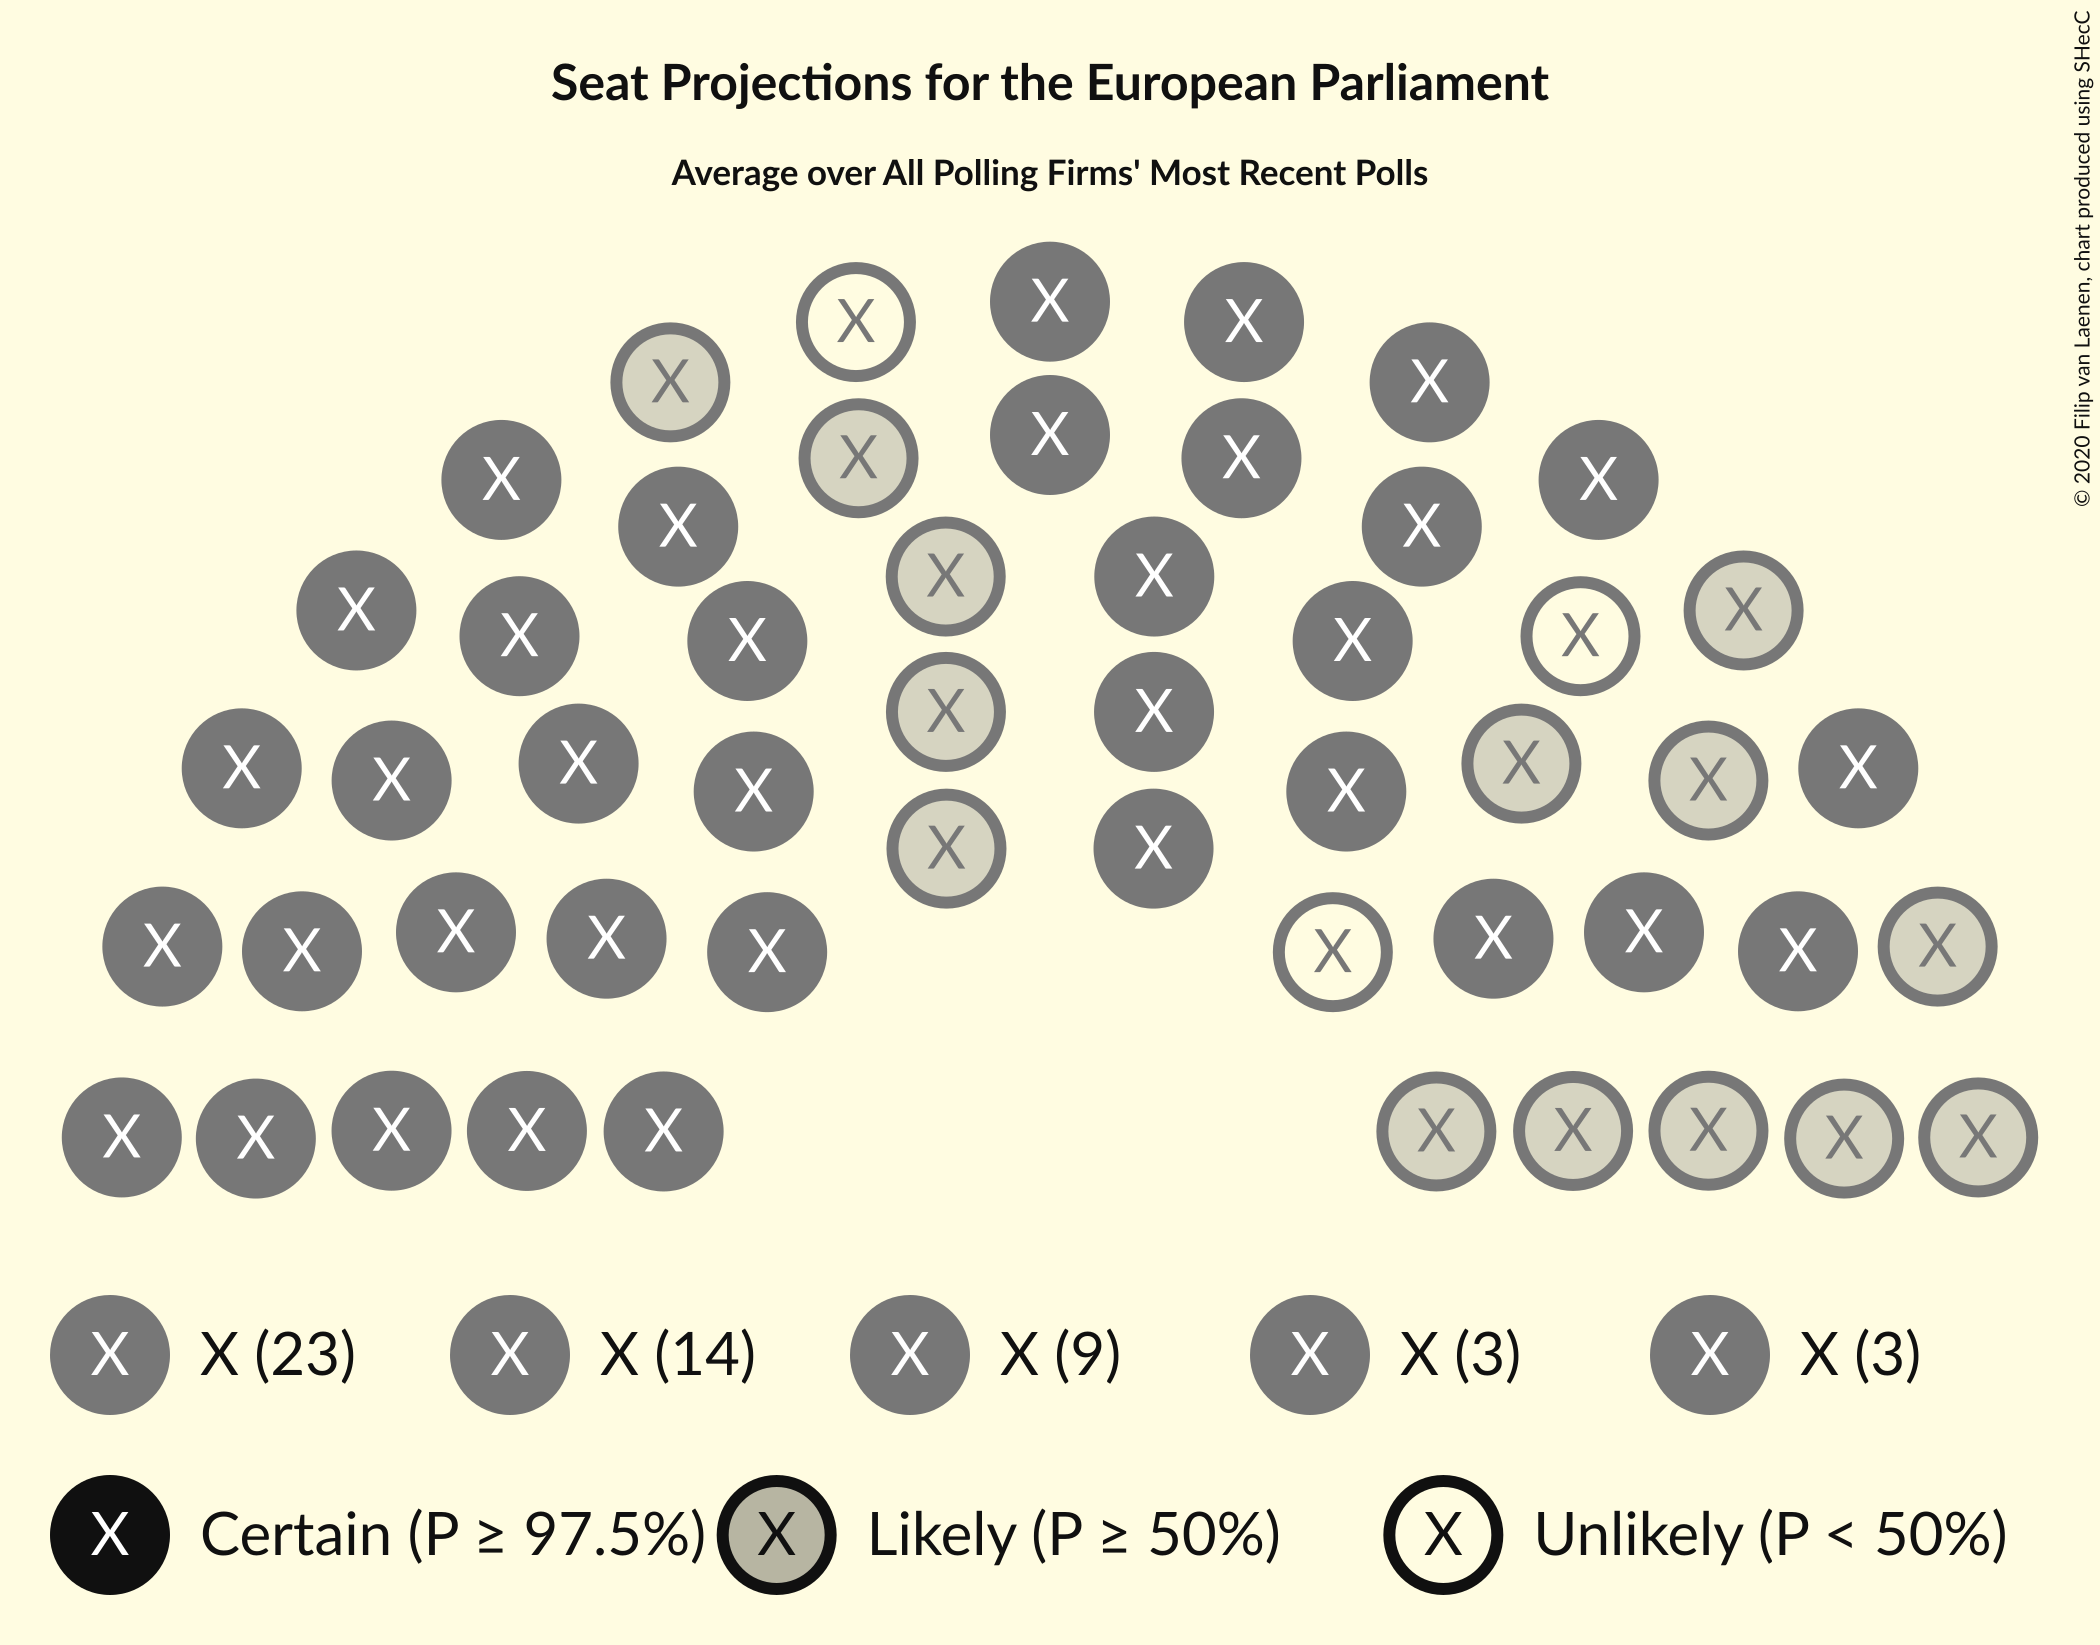 Seat Projections for the European Parliament
Average over All Polling Firms' Most Recent Polls
© 2020 Filip van Laenen, chart produced using SHecC
X X X X
X X X X
X X X X
X X X X
X X X X
X X X X
X X X X
X X X X
X X X X
X X X X X X X X X X
X X X X X X X X X X
X X (23) X X (14) X X (9) X X (3) X X (3)
X Certain (P ≥ 97.5%) X Likely (P ≥ 50%) X Unlikely (P < 50%)